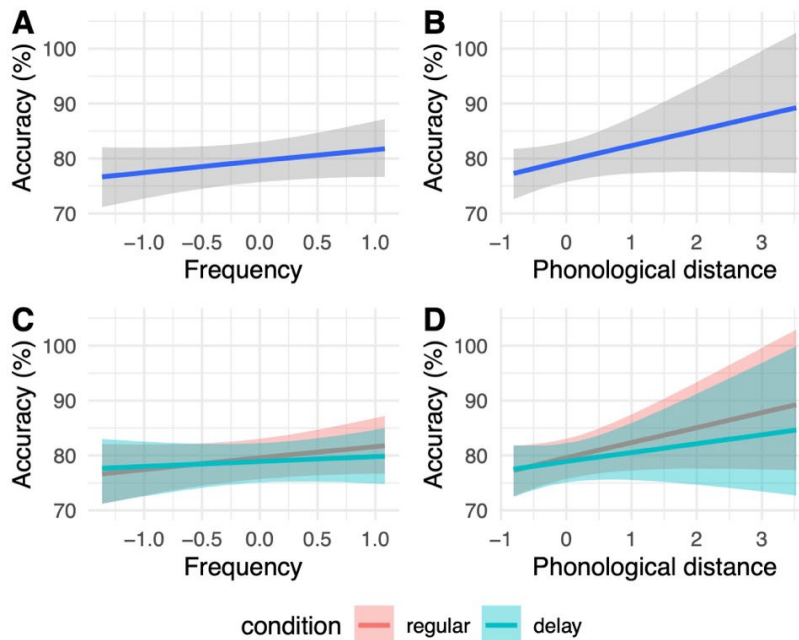 A
Accuracy (%)
100
90
80
70
−1.0 −0.5 0.0 0.5 1.0
Frequency
B
Accuracy (%)
100
90
80
70
−1 0 1 2 3
Phonological distance
C
Accuracy (%)
100
90
80
70
−1.0 −0.5 0.0 0.5 1.0
Frequency
D
Accuracy (%)
100
90
80
70
−1 0 1 2 3
Phonological distance
condition regular delay